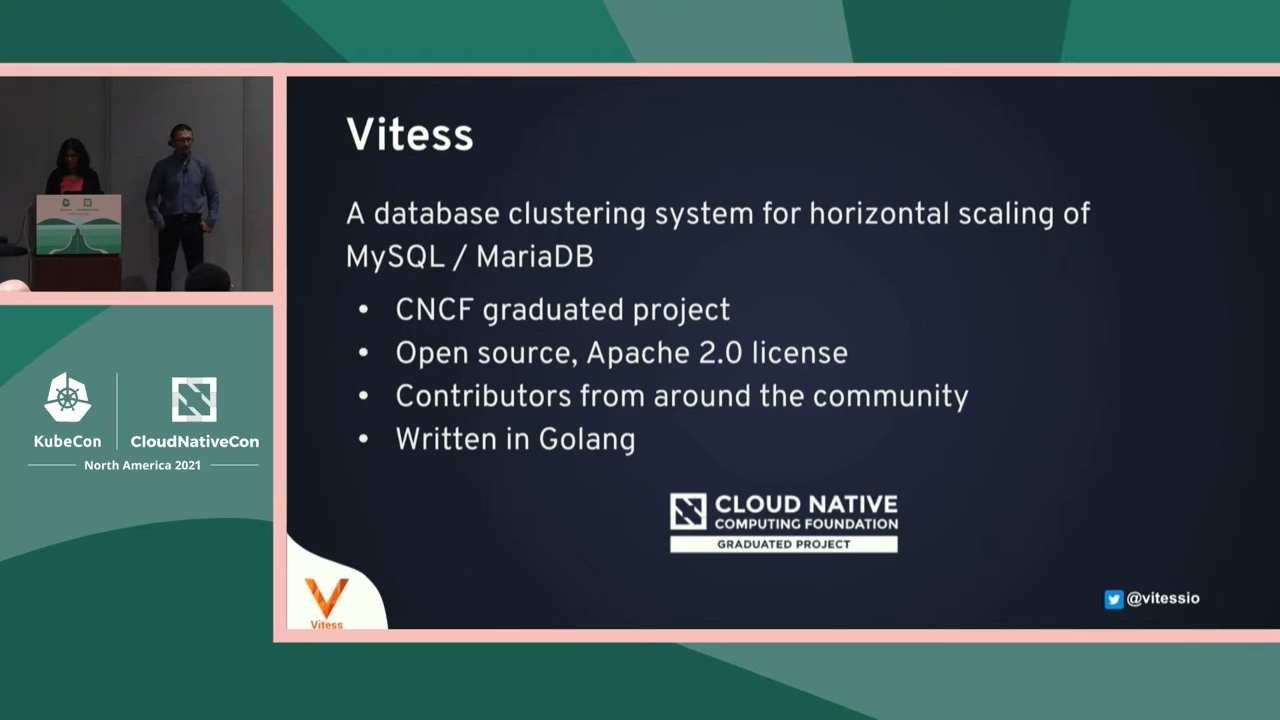 Vitess
A database clustering system for horizontal scaling of
MySQL / MariaDB
• CNCF graduated project
• Open source, Apache 2.0 license
• Contributors from around the community
• Written in Golang
CLOUD NATIVE
COMPUTING FOUNDATION
GRADUATED PROJECT
Vitess
@vitessio
KubeCon
CloudNativeCon
North America 2021